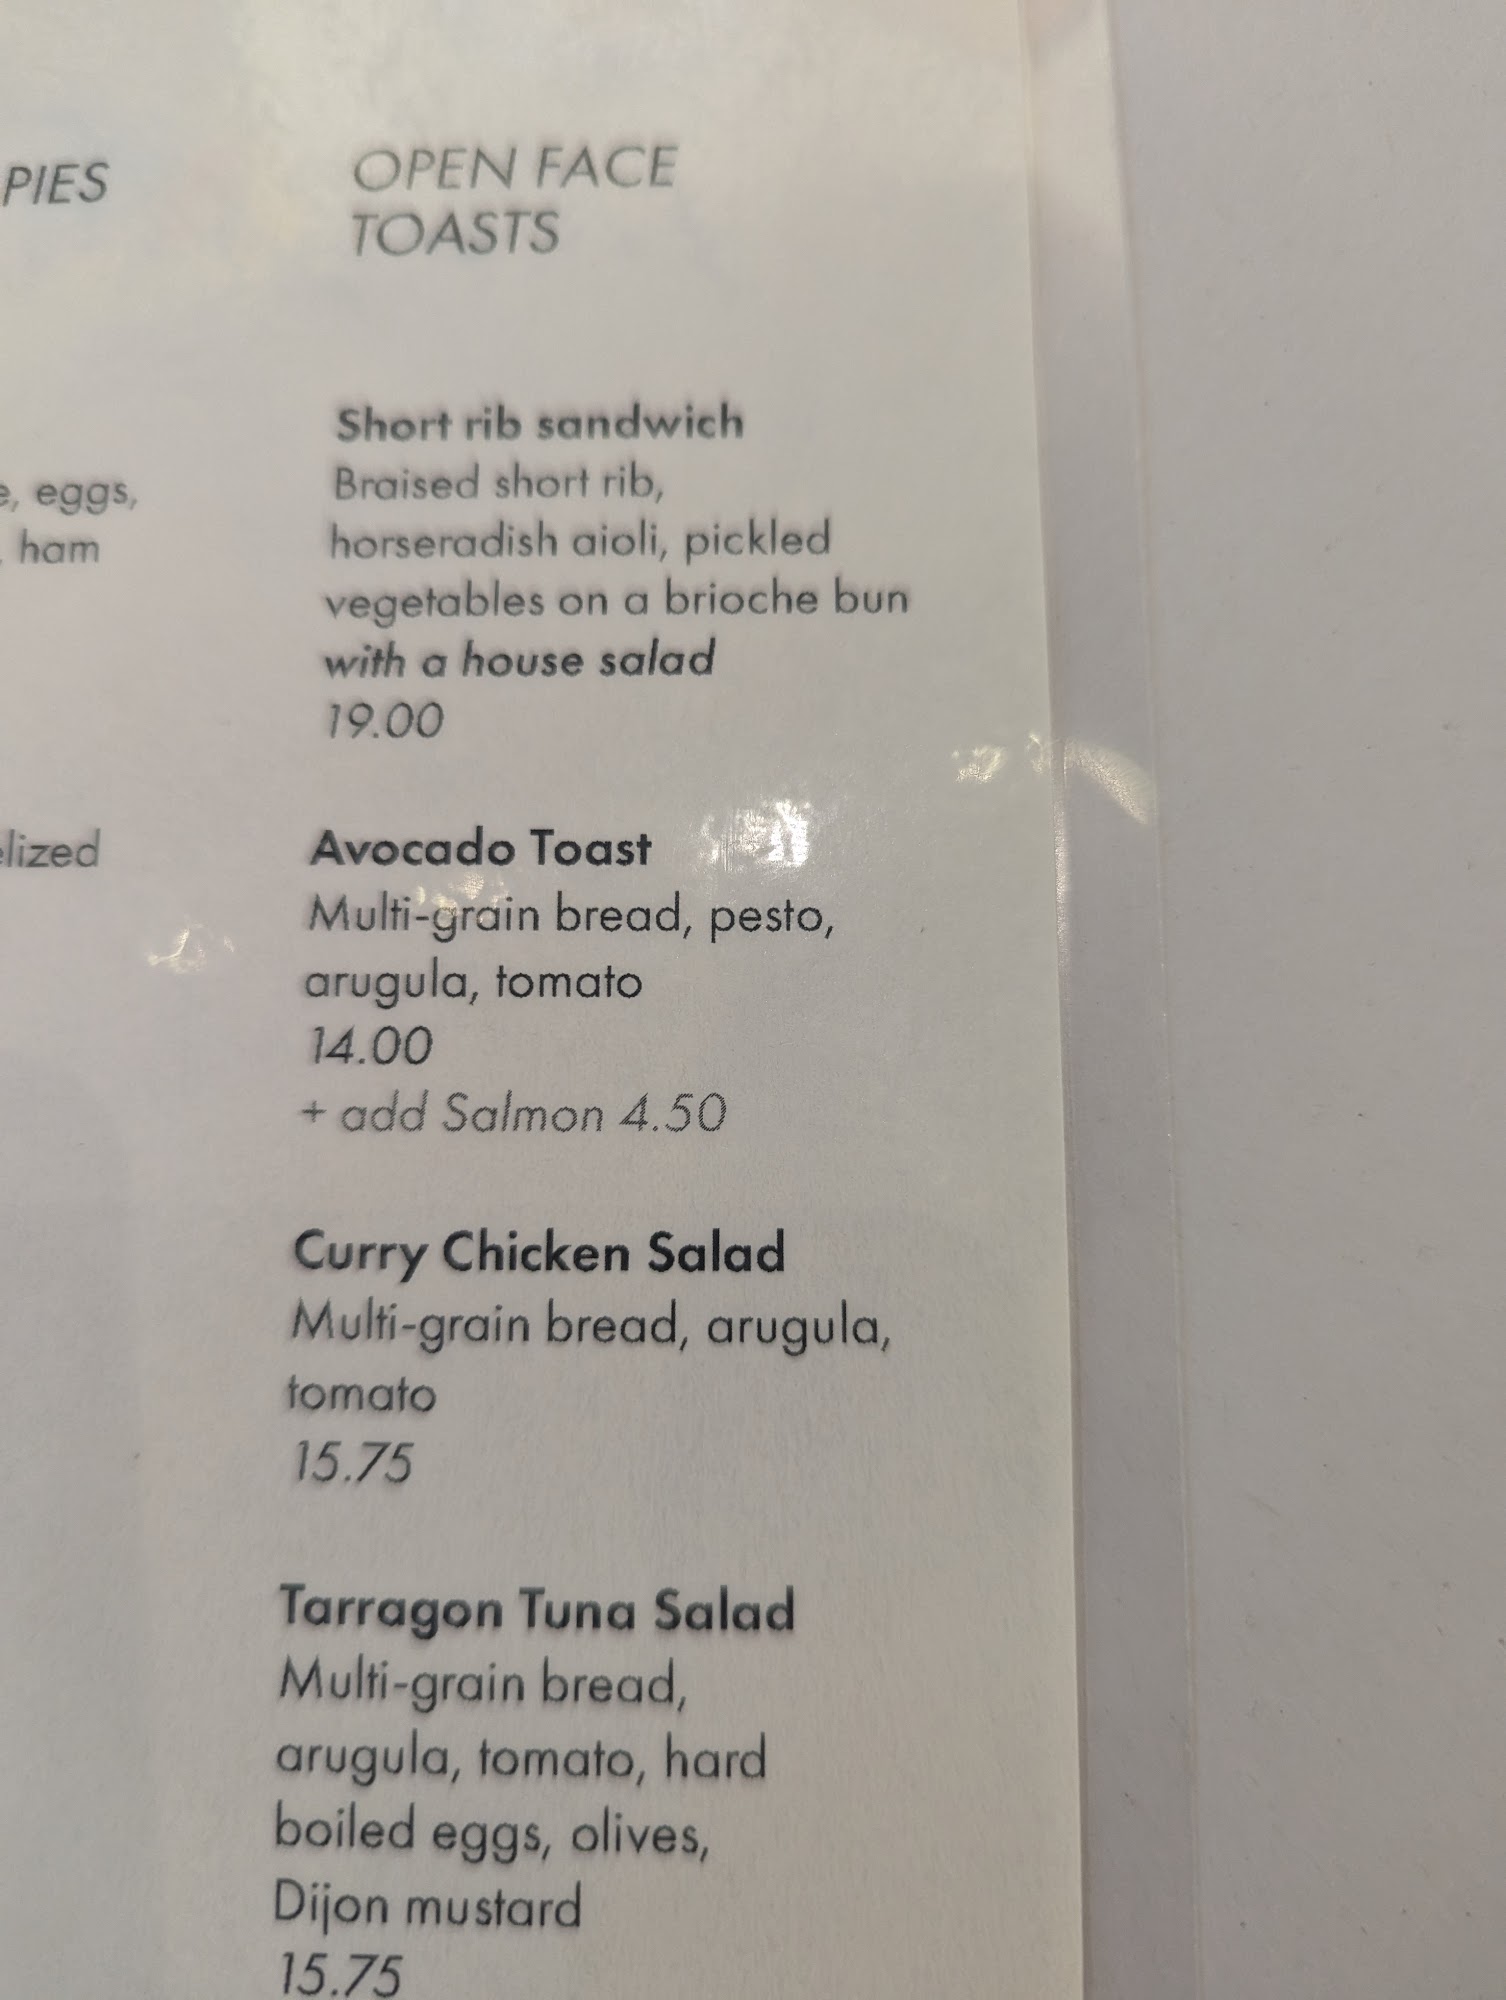 PIES
eggs,
ham
OPEN FACE
TOASTS
Short rib sandwich
Braised short rib,
horseradish aioli, pickled
vegetables on a brioche bun
with a house salad
19.00
Avocado Toast
Multi-grain bread, pesto,
arugula, tomato
14.00
+ add Salmon 4.50
Curry Chicken Salad
Multi-grain bread, arugula,
tomato
15.75
Tarragon Tuna Salad
Multi-grain bread,
arugula, tomato, hard
boiled eggs, olives,
Dijon mustard
15.75